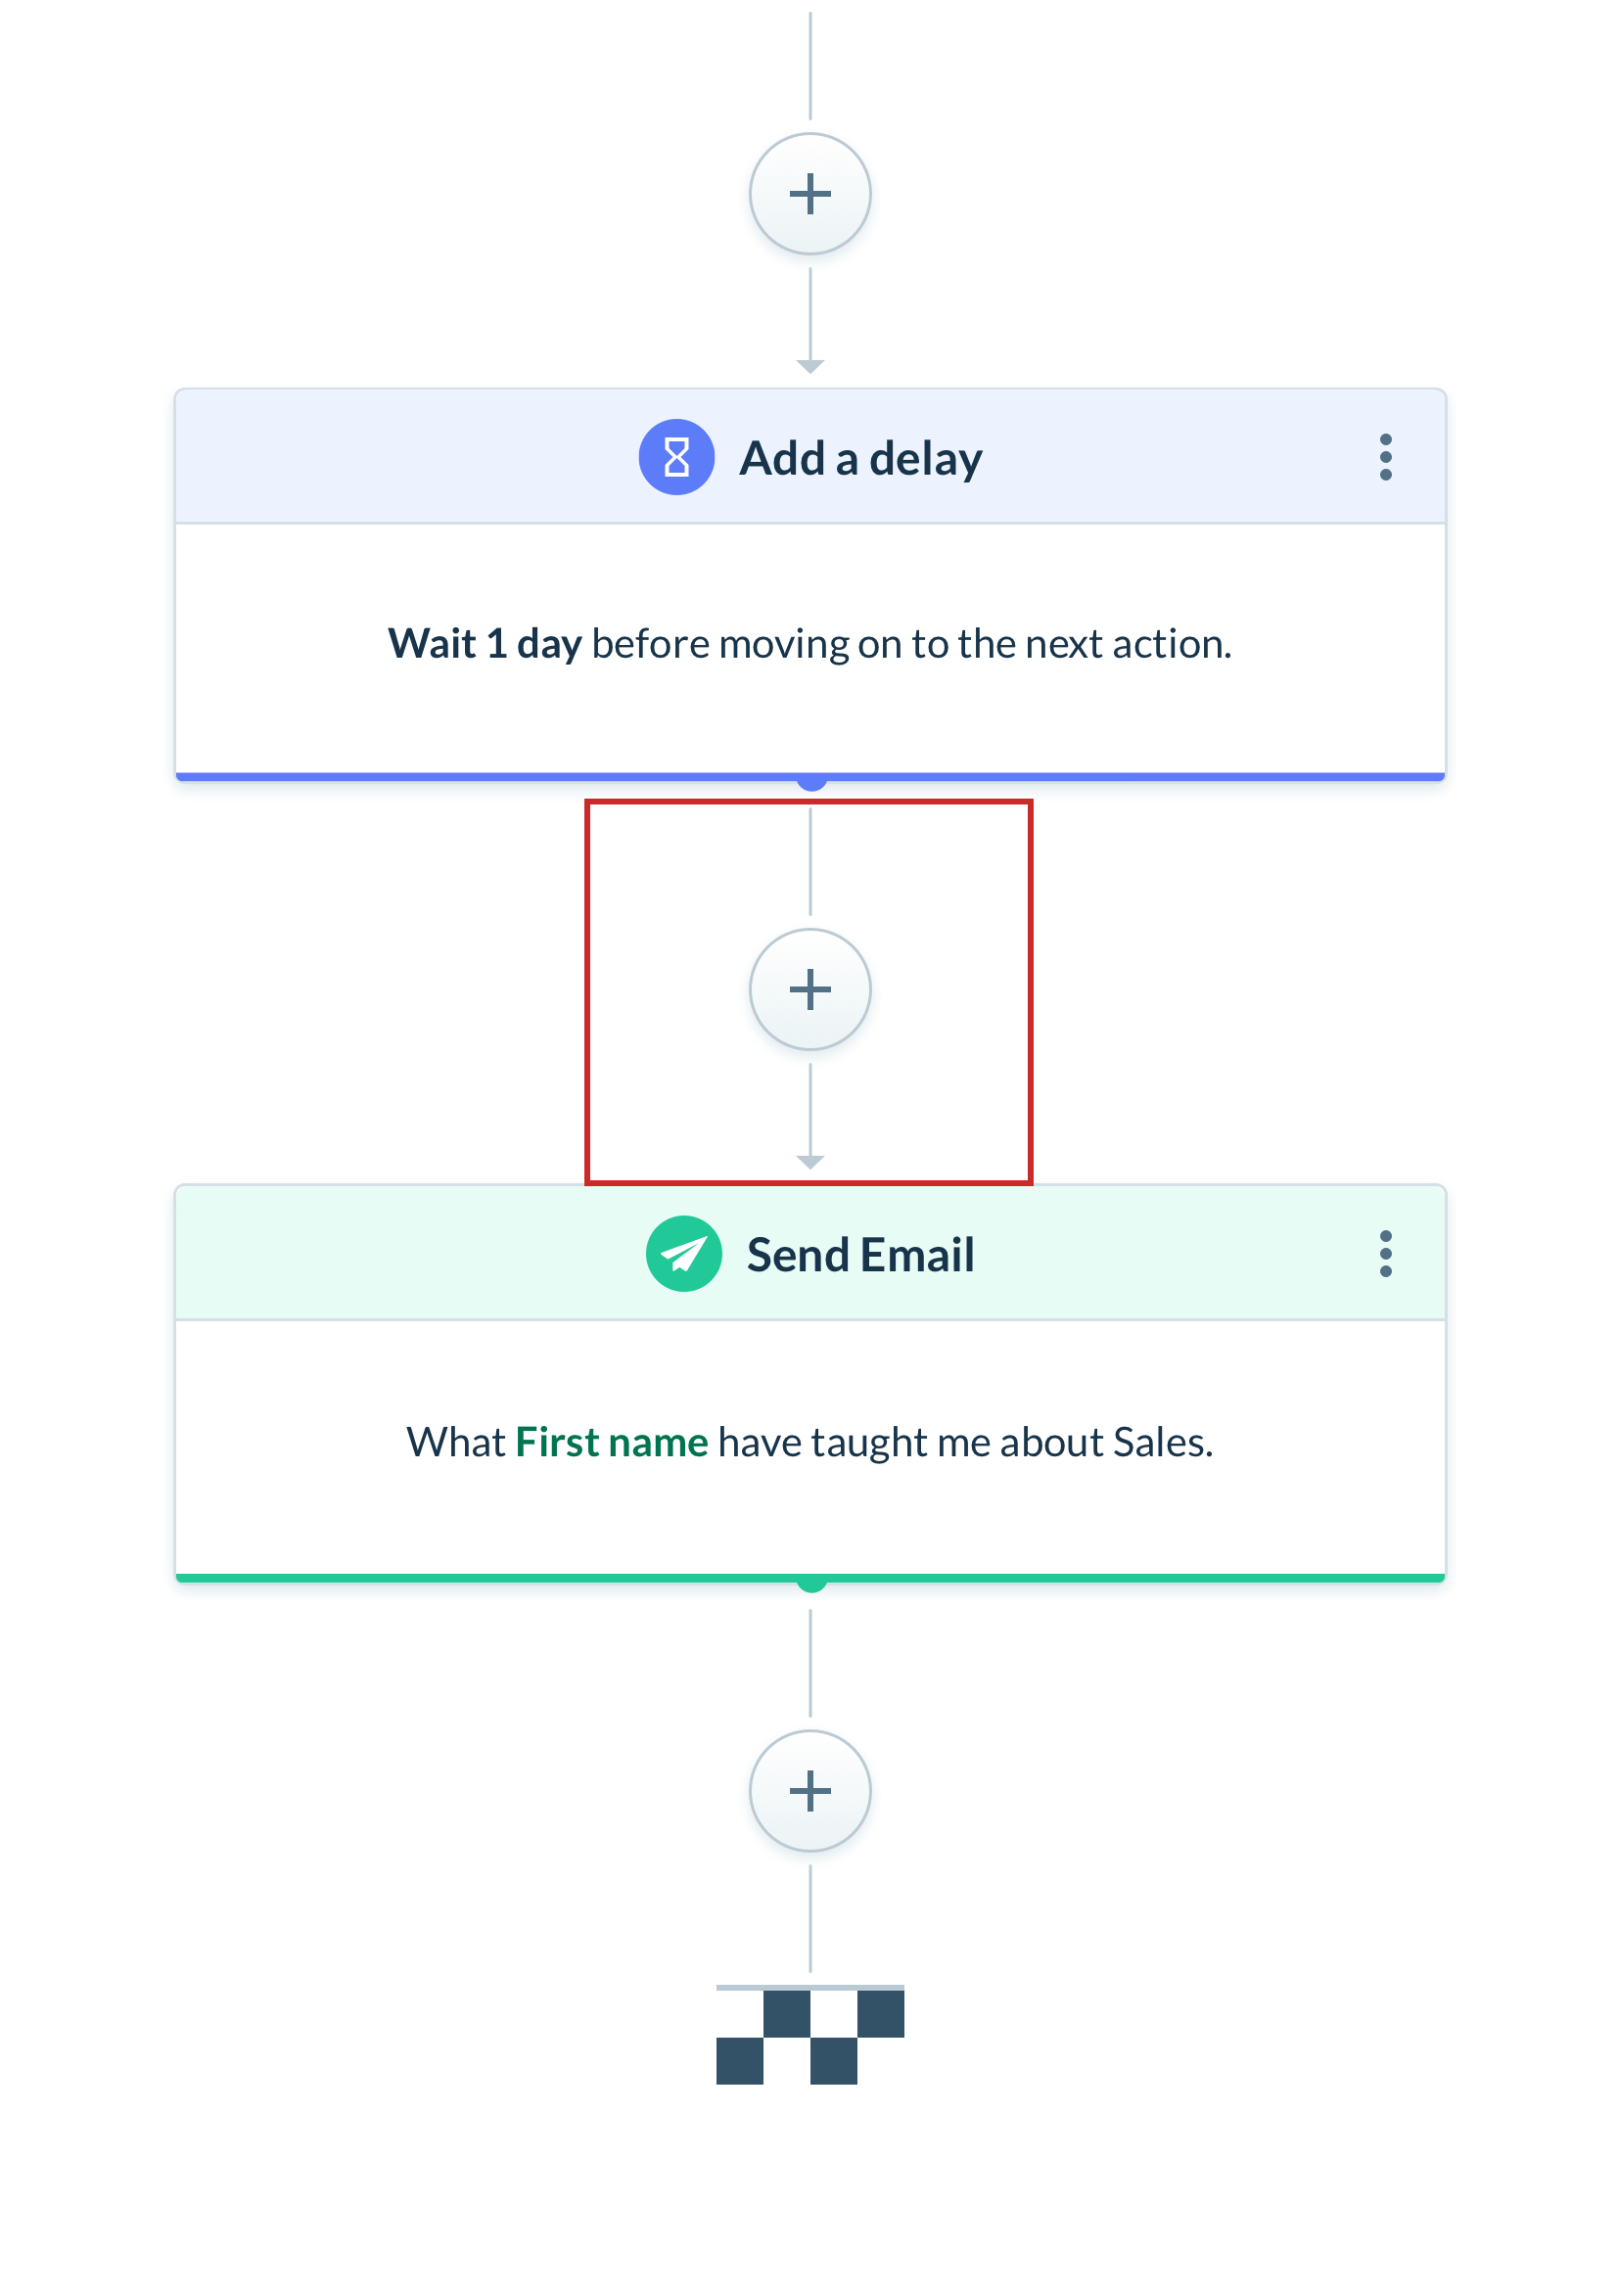 Add a delay
Wait 1 day before moving on to the next action.
Send Email
What First name have taught me about Sales.